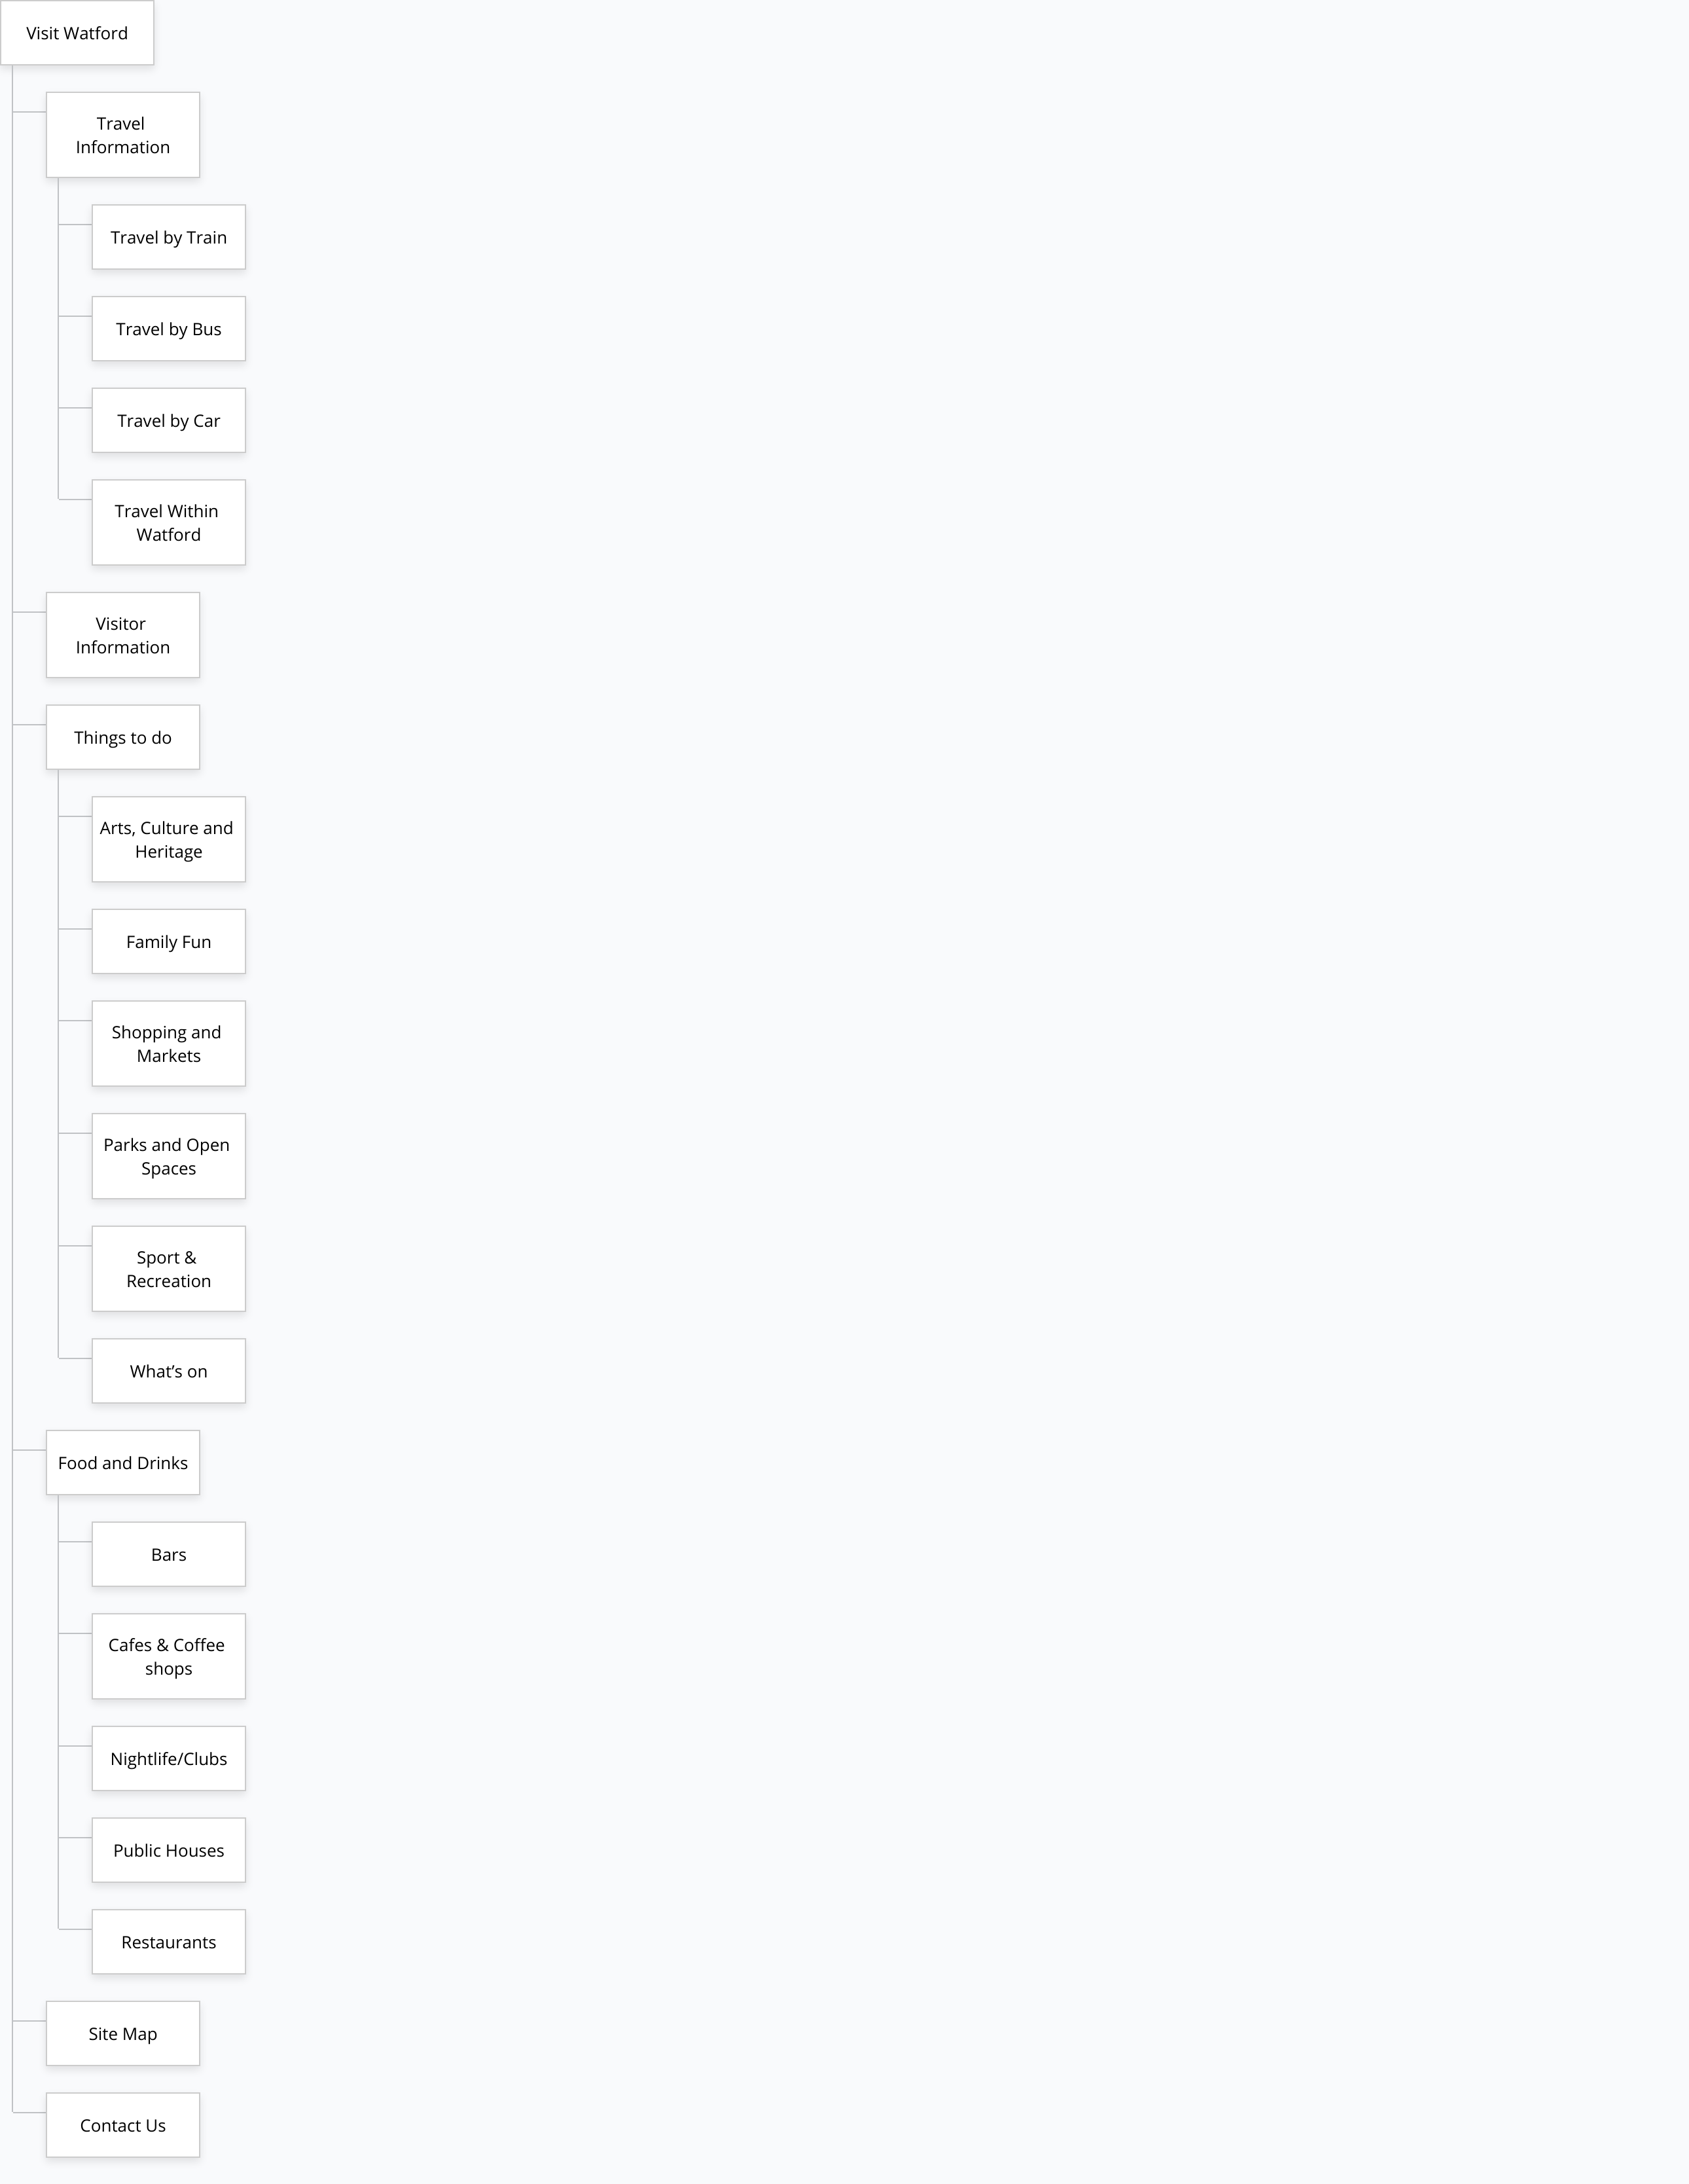 Visit Watford
Travel
Information
Travel by Train
Travel by Bus
Travel by Car
Travel Within
Watford
Visitor
Information
Things to do
Arts, Culture and
Heritage
Family Fun
Shopping and
Markets
Parks and Open
Spaces
Sport &
Recreation
What’s on
Food and Drinks
Bars
Cafes & Coffee
shops
Nightlife/Clubs
Public Houses
Restaurants
Site Map
Contact Us